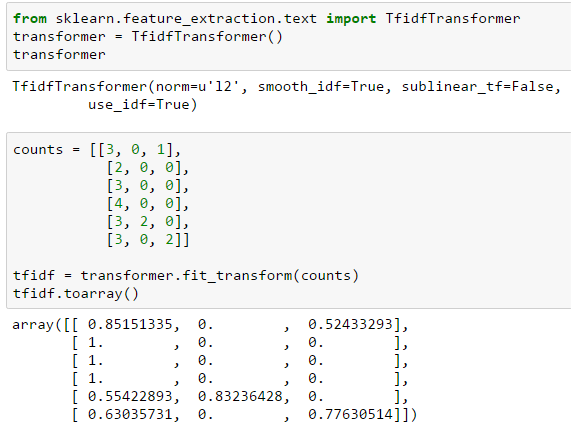 from sklearn.feature_extraction.text import TfidfTransformer
transformer = TfidfTransformer()
transformer
TfidfTransformer(norm=u'l2', smooth_idf=True, sublinear_tf=False,
         use_idf=True)
counts = [[3, 0, 1],
          [2, 0, 0],
          [3, 0, 0],
          [4, 0, 0],
          [3, 2, 0],
          [3, 0, 2]]
tfidf = transformer.fit_transform(counts)
tfidf.toarray()
array([[ 0.85151335,  0.        ,  0.52433293],
       [ 1.        ,  0.        ,  0.        ],
       [ 1.        ,  0.        ,  0.        ],
       [ 1.        ,  0.        ,  0.        ],
       [ 0.55422893,  0.83236428,  0.        ],
       [ 0.63035731,  0.        ,  0.77630514]])